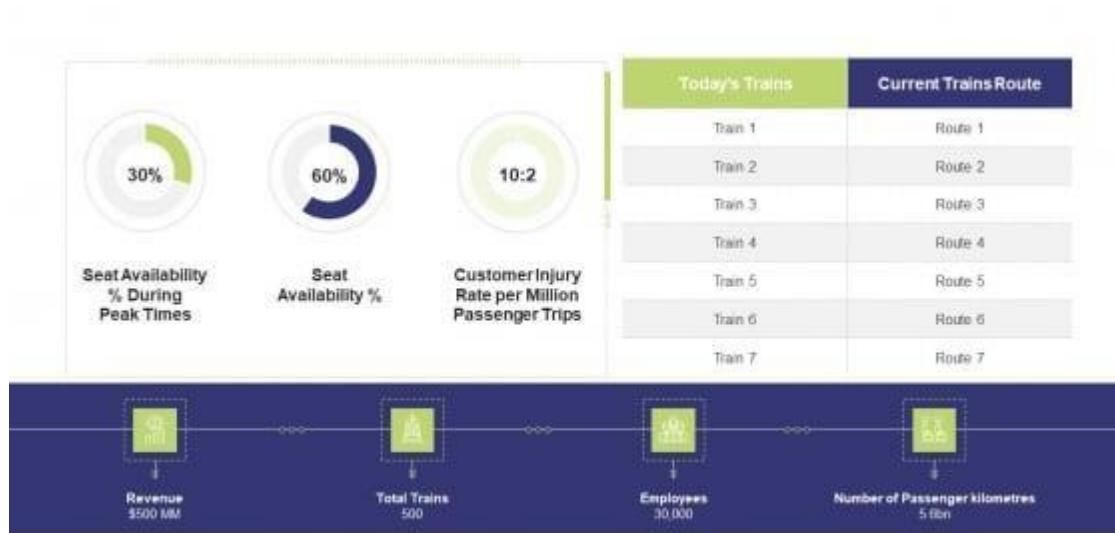 30%
60%
10:2
Seat Availability
% During
Peak Times
Seat
Availability %
Customer Injury
Rate per Million
Passenger Trips
Today's Trains Current Trains Route
Train 1 Route 1
Train 2 Route 2
Train 3 Route 3
Train 4 Route 4
Train 5 Route 5
Train 6 Route 6
Train 7 Route 7
Revenue
$500 MM
Total Trains
500
Employees
30,000
Number of Passenger kilometres
5.6bn